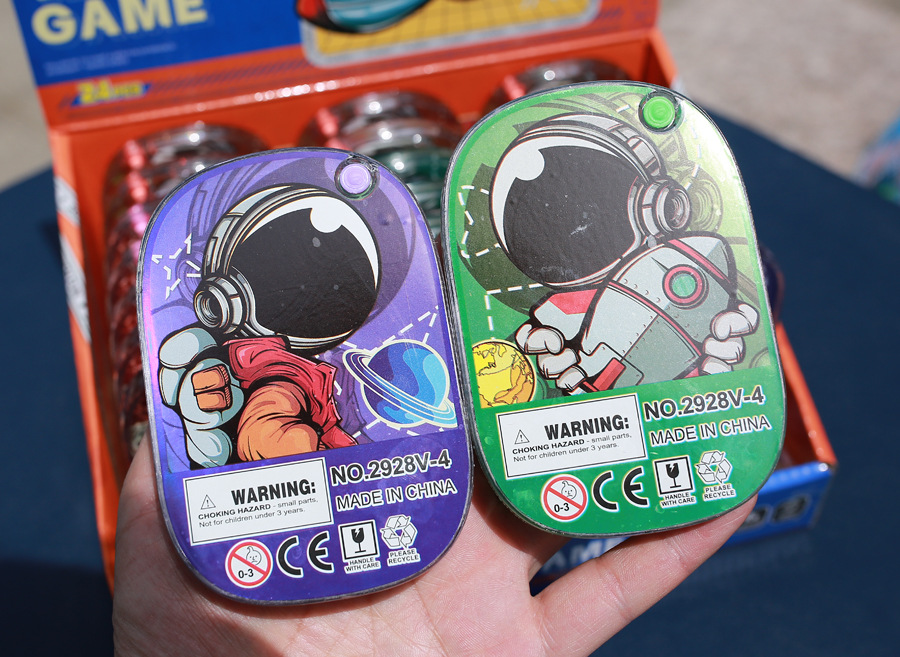 GAME
24PCS
WARNING:
CHOKING HAZARD - small parts,
Not for children under 3 years.
NO.2928V-4
MADE IN CHINA
0-3
CE
HANDLE
WITH CARE
PLEASE
RECYCLE
WARNING:
CHOKING HAZARD - small parts,
Not for children under 3 years.
NO.2928V-4
MADE IN CHINA
0-3
CE
HANDLE
WITH CARE
PLEASE
RECYCLE